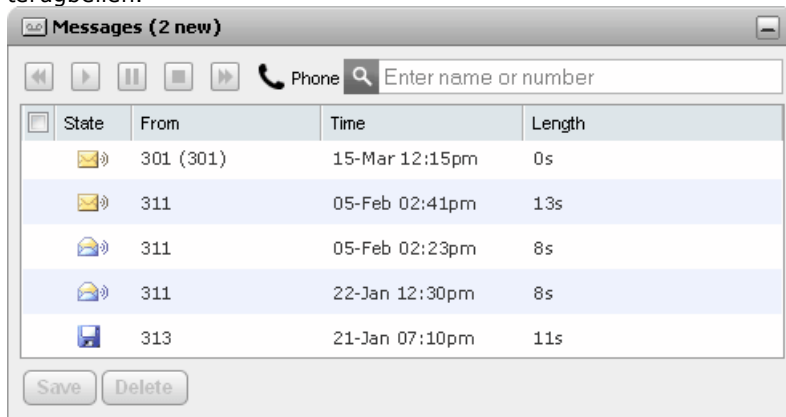 terugbellen.
Messages (2 new)
Phone Enter name or number
State From Time Length
301 (301) 15-Mar 12:15pm 0s
311 05-Feb 02:41pm 13s
311 05-Feb 02:23pm 8s
311 22-Jan 12:30pm 8s
313 21-Jan 07:10pm 11s
Save Delete